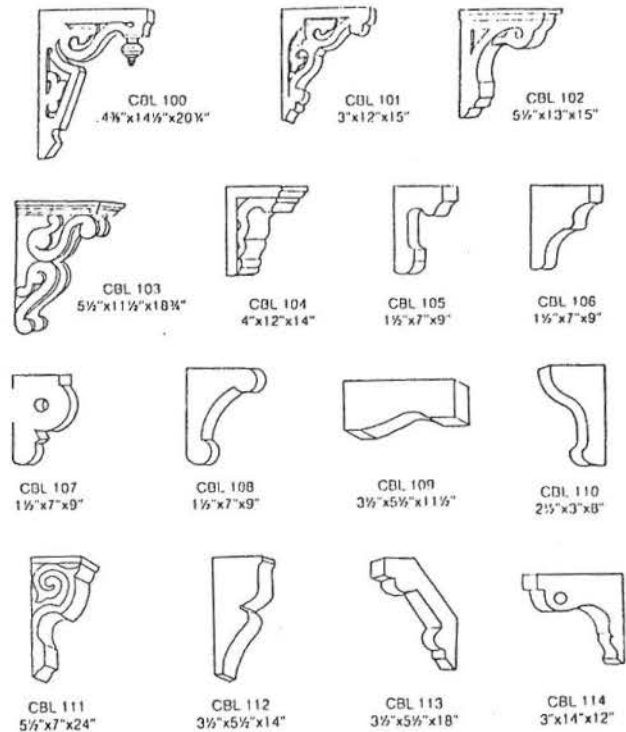 CBL 100
4⅜"x14½"x20¼"
CBL 101
3"x12"x15"
CBL 102
5½"x13"x15"
CBL 103
5½"x11½"x18¾"
CBL 104
4"x12"x14"
CBL 105
1½"x7"x9"
CBL 106
1½"x7"x9"
CBL 107
1½"x7"x9"
CBL 108
1½"x7"x9"
CBL 109
3½"x5½"x11½"
CBL 110
2½"x3"x8"
CBL 111
5½"x7"x24"
CBL 112
3½"x5½"x14"
CBL 113
3½"x5½"x18"
CBL 114
3"x14"x12"